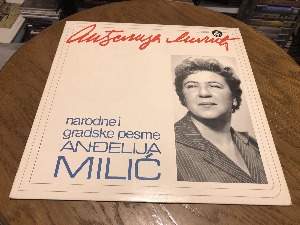 Анђелија Милић
narodne i
gradske pesme
ANĐELIJA
MILIĆ